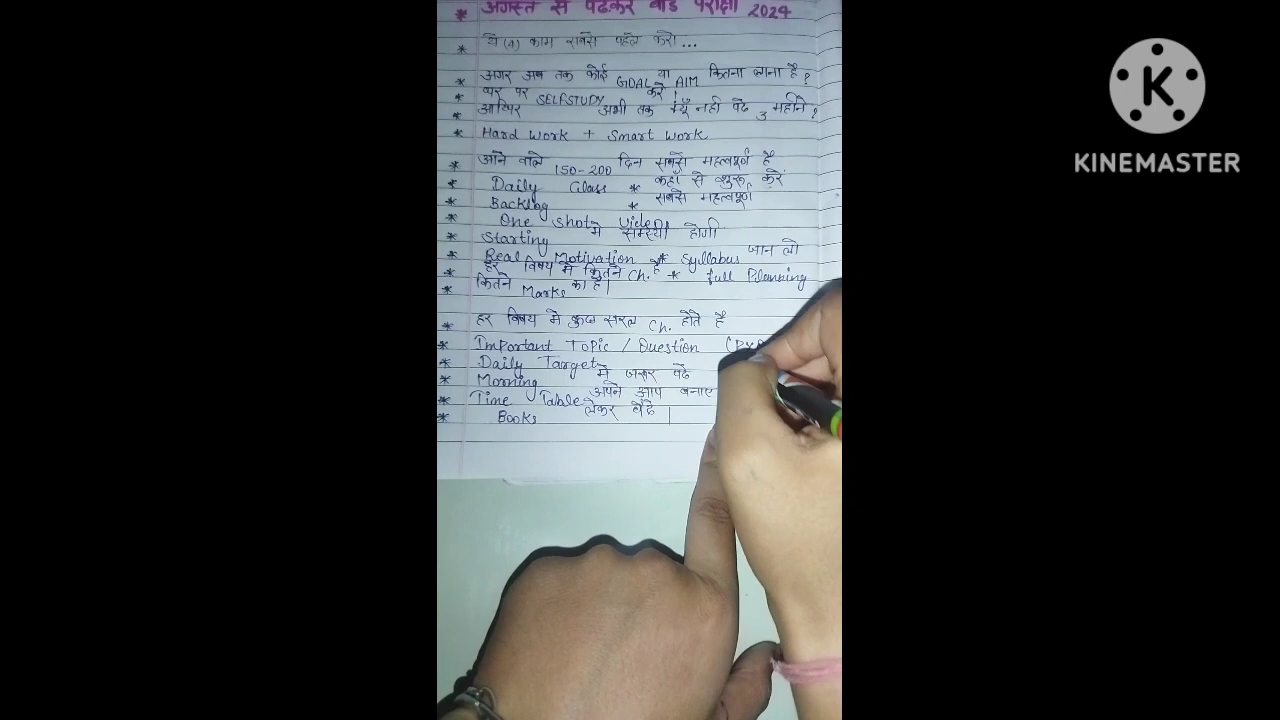 * अगस्त से पढकर बोर्ड परीक्षा 2024
* ये (4) काम सबसे पहले करो...
* अगर अब तक कोई GOAL या AIM कितना लगना है?
* घर पर SELFSTUDY करे !
* आखिर अभी तक क्यूँ नही पढे 3 महीने?
* Hard work + Smart work
* आने वाले 150-200 दिन सबसे महत्वपूर्ण है
* Daily Class * कहाँ से शुरू करें
* Backlog * सबसे महत्वपूर्ण
* One Shot video
* Starting मे समस्या होगी
* Real Motivation * Syllabus जान लो
* हर विषय मे कितने Ch. है * full Planning
* कितने Marks का है|
* हर विषय मे कुछ सरल Ch. होते है
* Important Topic / Question (PY
* Daily Target
* Morning मे जरूर पढे
* Time Table अपने आप बनाए
* Books लेकर बैठे |
KINEMASTER